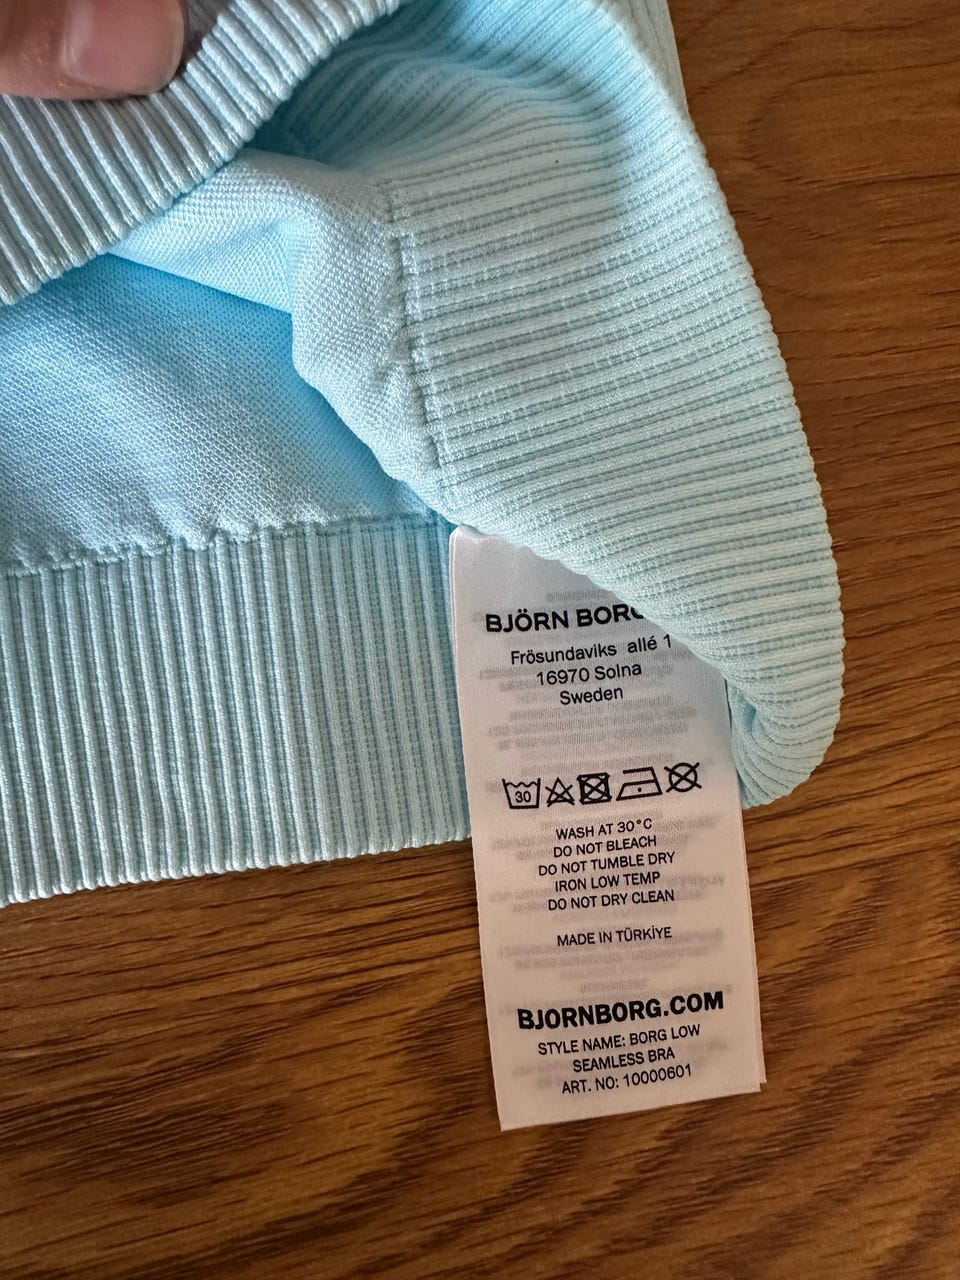 BJÖRN BORG
Frösundaviks allé 1
16970 Solna
Sweden
30
WASH AT 30°C
DO NOT BLEACH
DO NOT TUMBLE DRY
IRON LOW TEMP
DO NOT DRY CLEAN
MADE IN TÜRKİYE
BJORNBORG.COM
STYLE NAME: BORG LOW
SEAMLESS BRA
ART. NO: 10000601